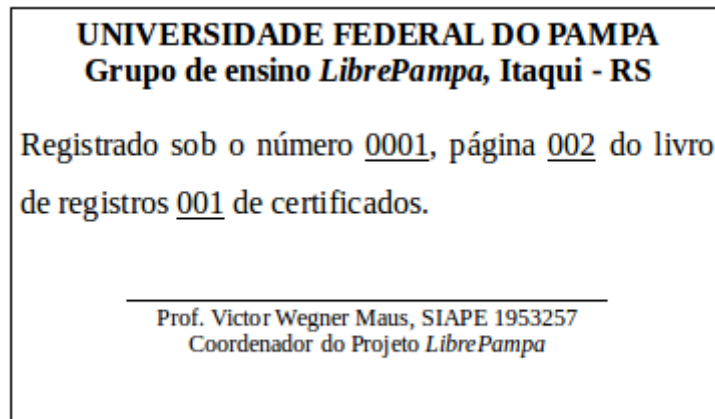 UNIVERSIDADE FEDERAL DO PAMPA
Grupo de ensino LibrePampa, Itaqui - RS
Registrado sob o número 0001, página 002 do livro
de registros 001 de certificados.
Prof. Victor Wegner Maus, SIAPE 1953257
Coordenador do Projeto LibrePampa